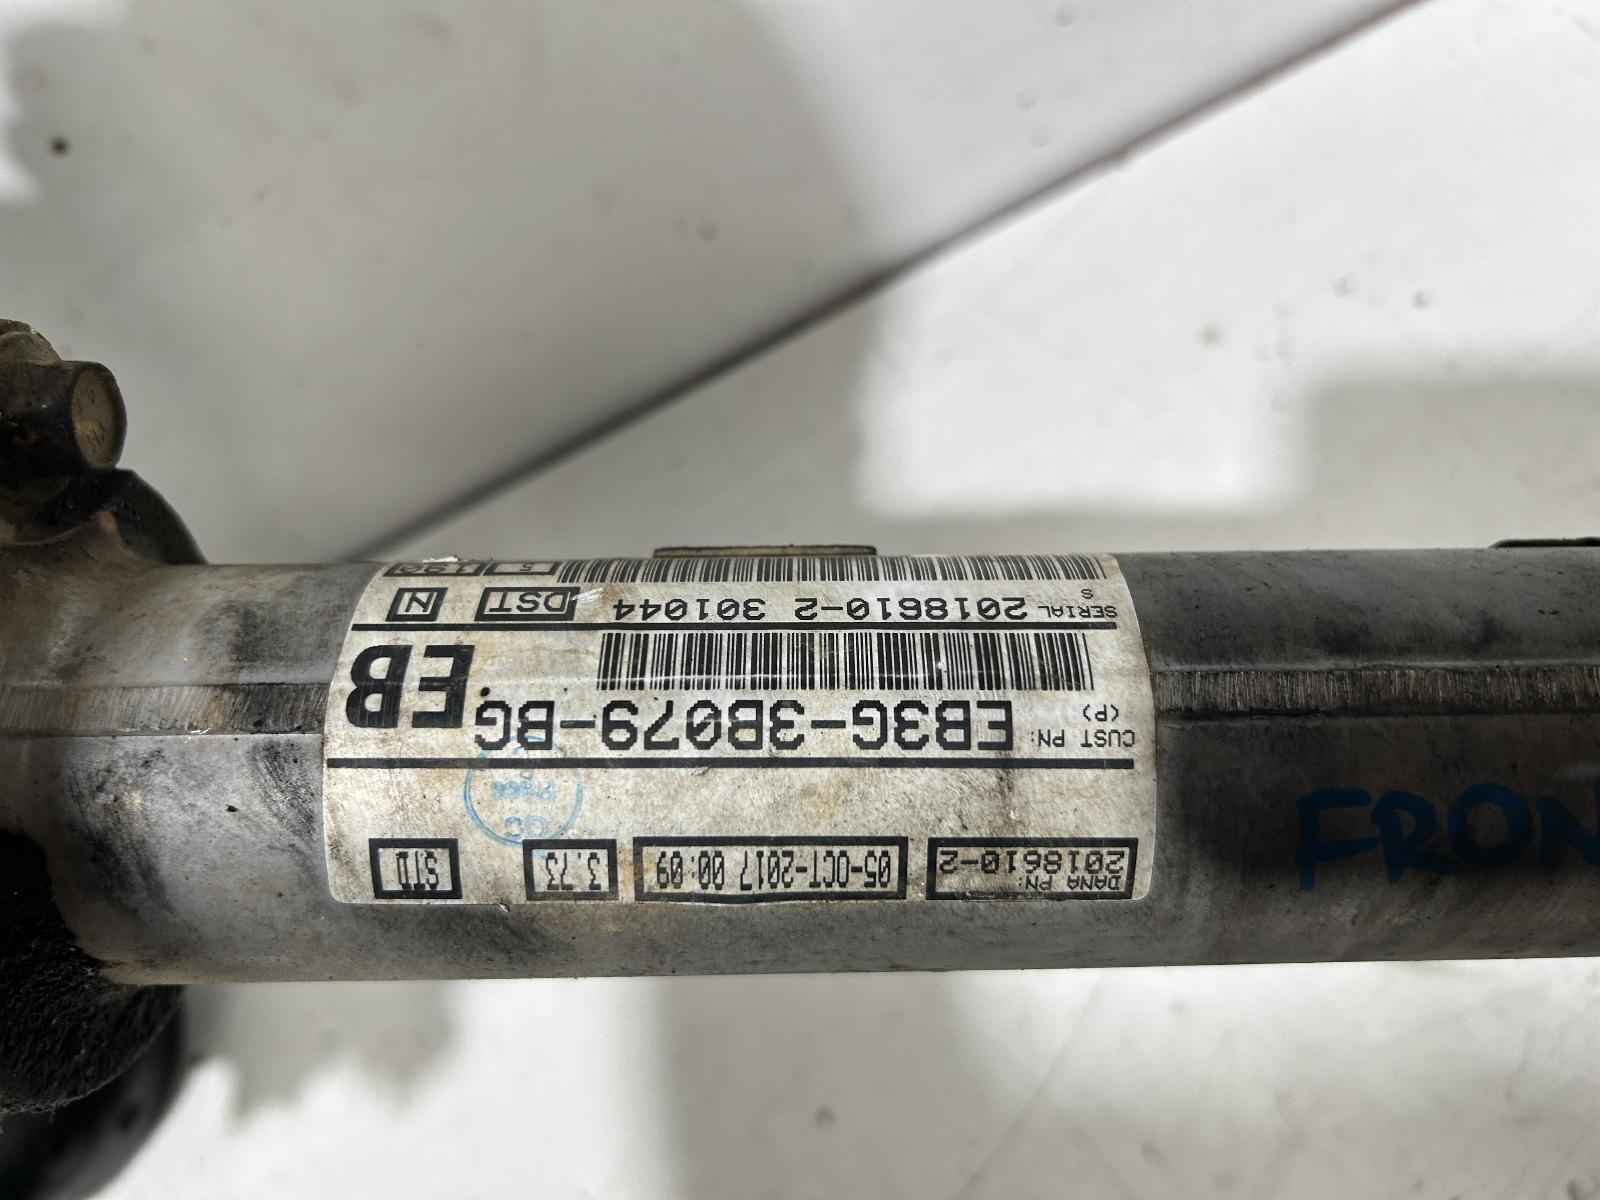 DANA PN:
2018610-2
05-OCT-2017 00:09
3.73
STD
CUST PN:
(P)
EB3G-3B079-BG
EB
SERIAL
S
2018610-2 301044
DST
N
FRON